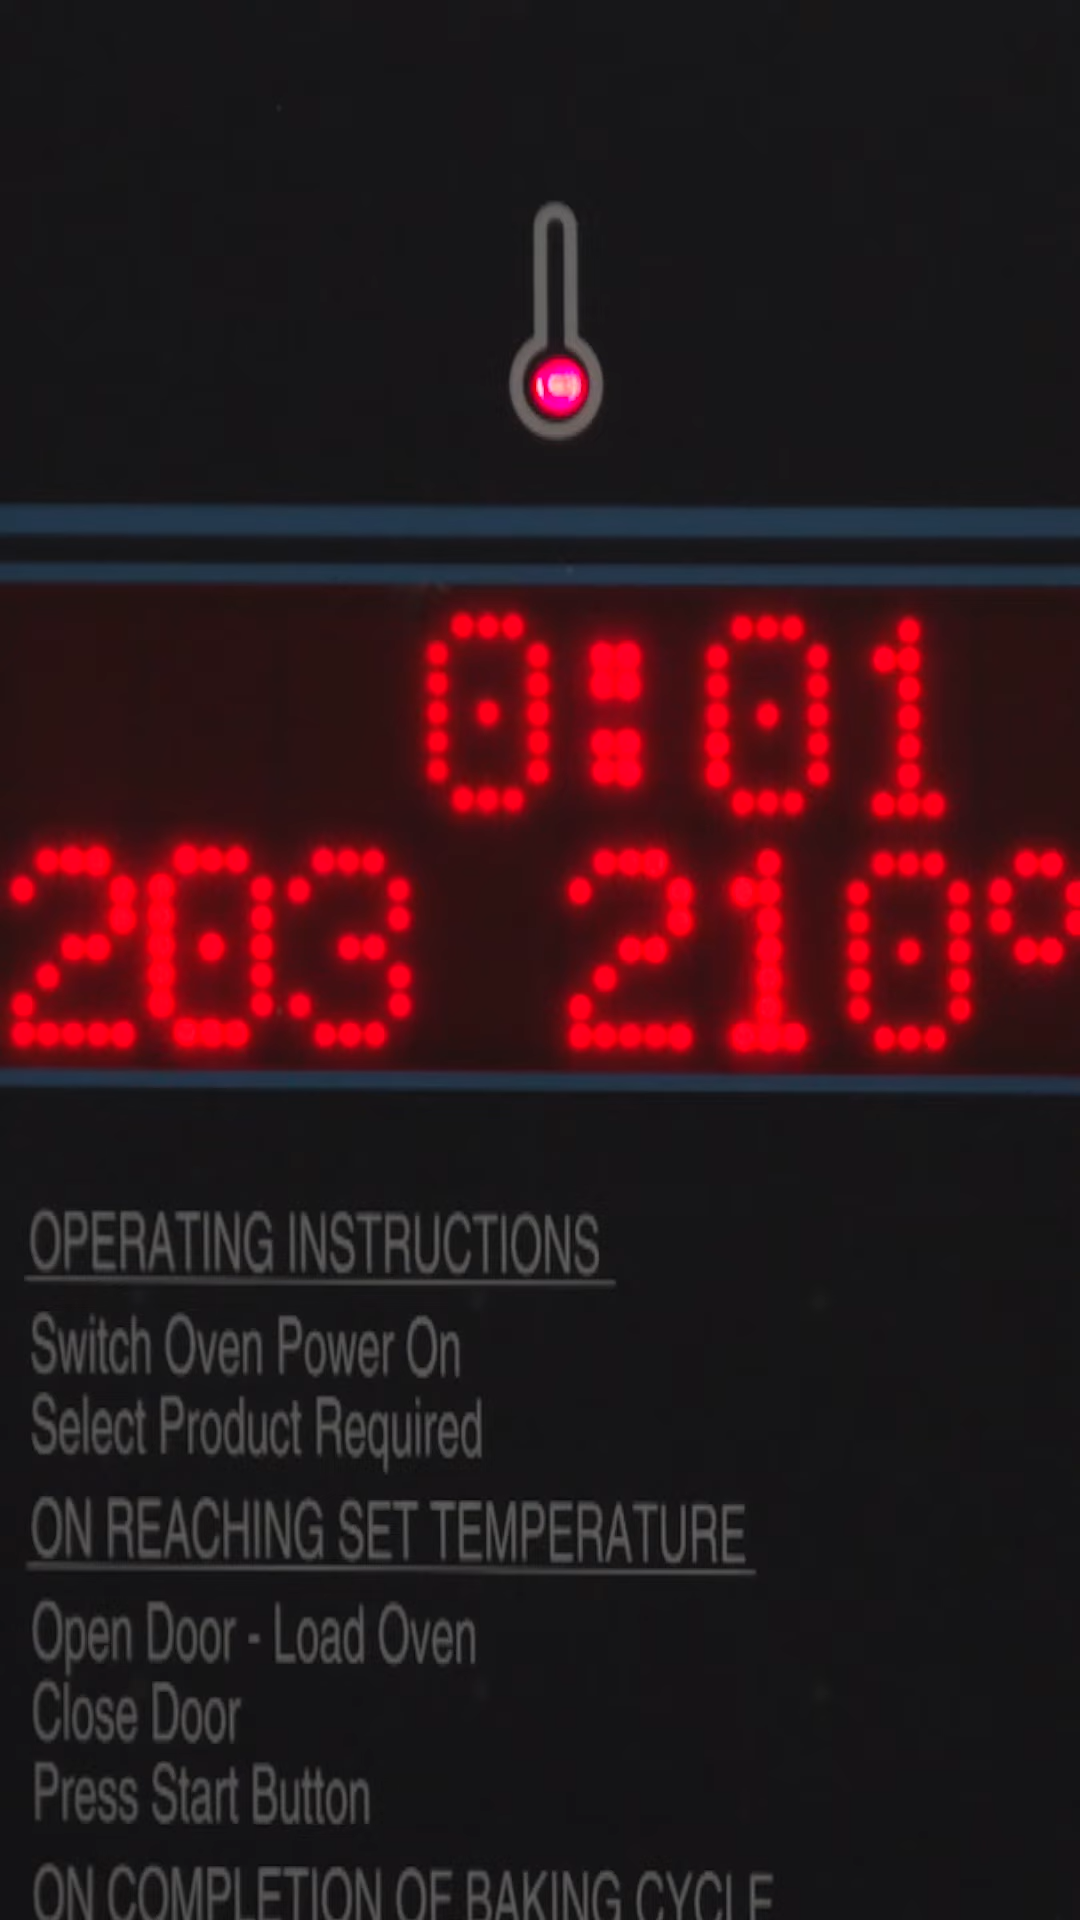 0:01
203 210°
OPERATING INSTRUCTIONS
Switch Oven Power On
Select Product Required
ON REACHING SET TEMPERATURE
Open Door - Load Oven
Close Door
Press Start Button
ON COMPLETION OF BAKING CYCLE